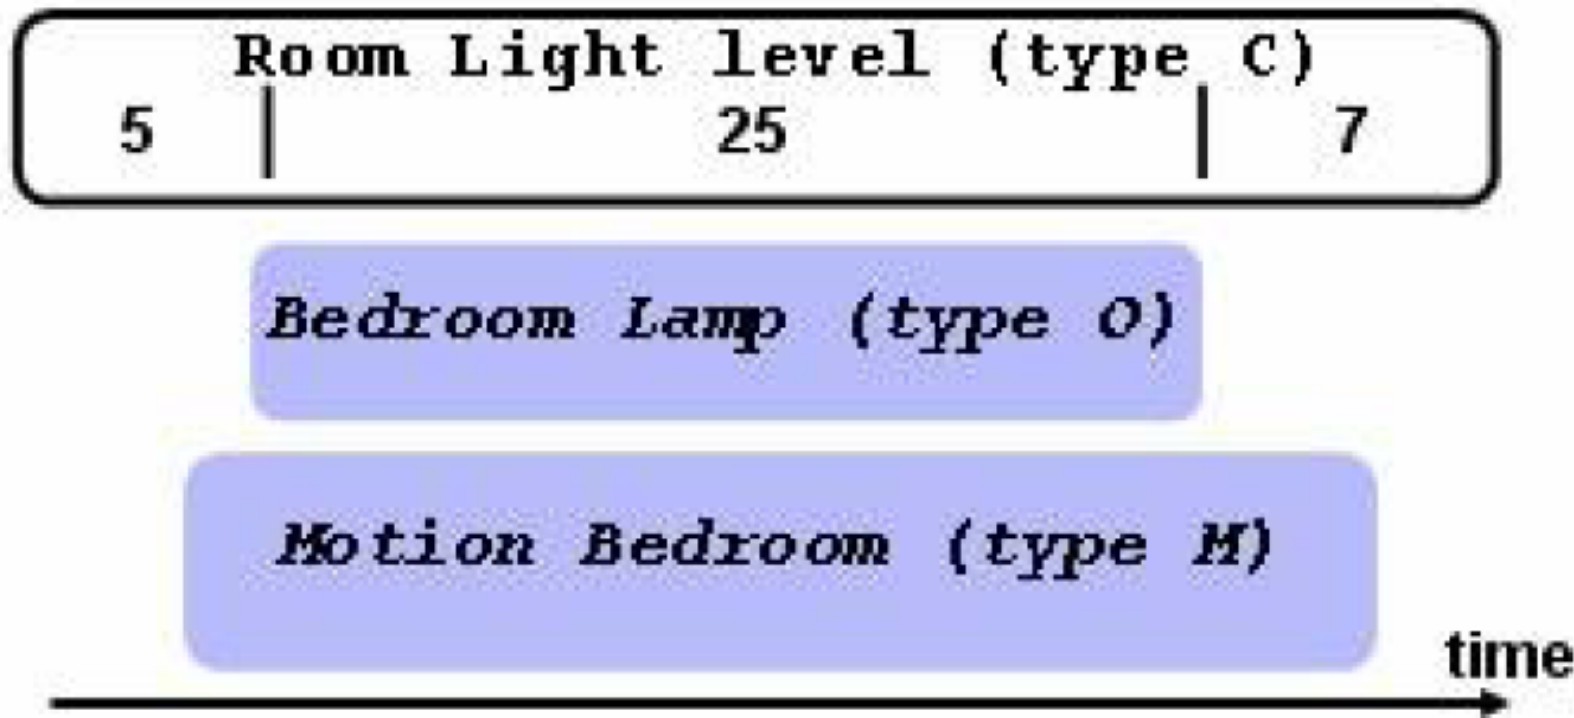 Room Light level (type C)
5 | 25 | 7
Bedroom Lamp (type O)
Motion Bedroom (type M)
time